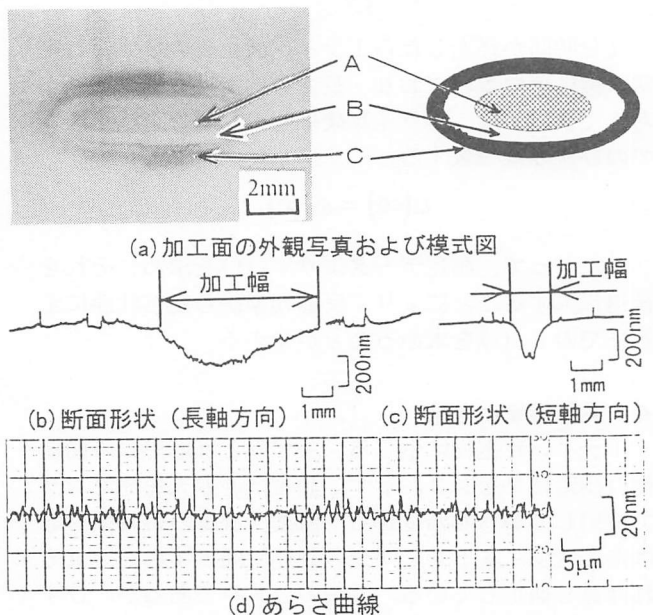 A
B
C
2mm
(a)加工面の外観写真および模式図
加工幅
加工幅
200nm
1mm
200nm
1mm
(b)断面形状(長軸方向)
(c)断面形状(短軸方向)
20nm
5μm
(d)あらさ曲線